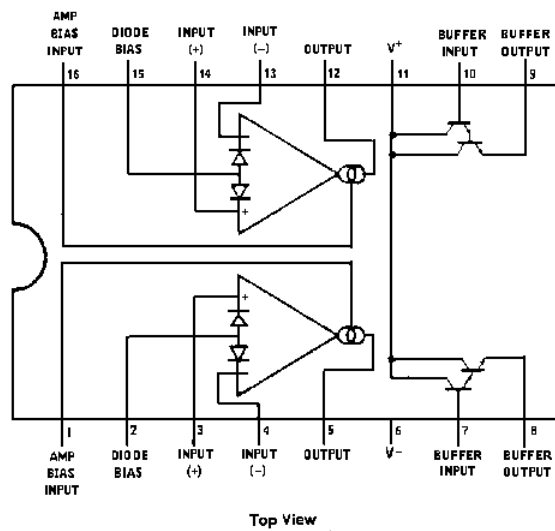 AMP
BIAS DIODE INPUT INPUT BUFFER BUFFER
INPUT BIAS (+) (−) OUTPUT V+ INPUT OUTPUT
16 15 14 13 12 11 10 9
−
+
+
−
1 2 3 4 5 6 7 8
AMP DIODE INPUT INPUT OUTPUT V− BUFFER BUFFER
BIAS BIAS (+) (−) INPUT OUTPUT
INPUT
Top View